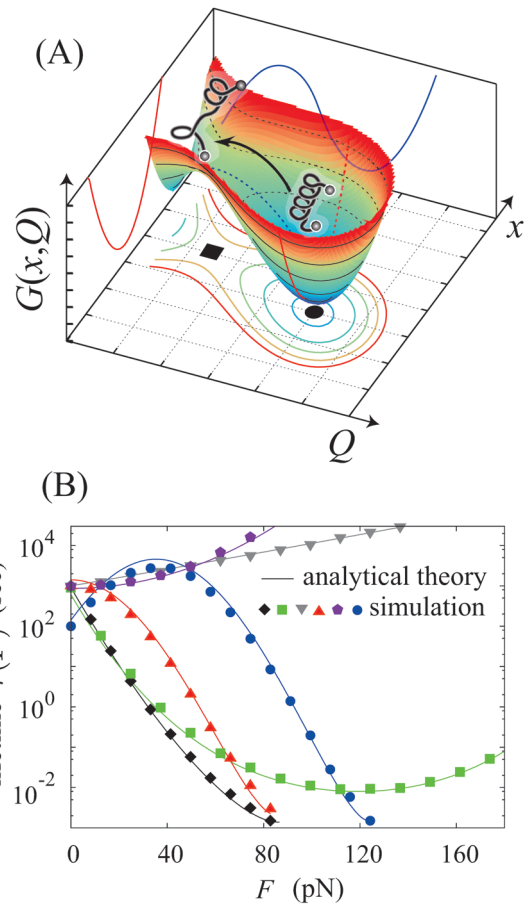 (A)
G(x,Q)
x
Q
(B)
10^4
10^2
10^0
10^-2
analytical theory
simulation
0 40 80 120 160
F (pN)